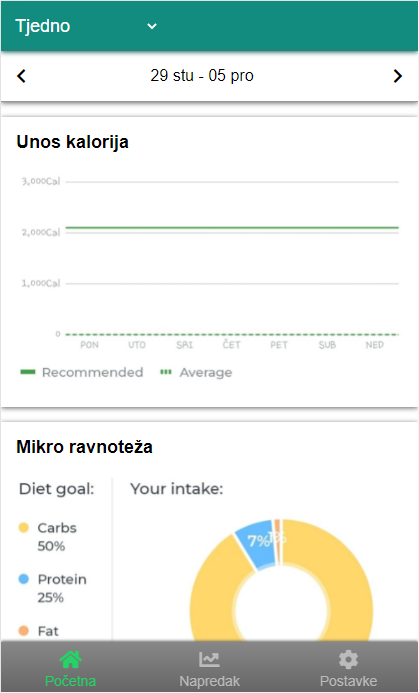 Tjedno
29 stu - 05 pro
Unos kalorija
3,000Cal
2,000Cal
1,000Cal
0
PON UTO SRI ČET PET SUB NED
Recommended Average
Mikro ravnoteža
Diet goal: Your intake:
Carbs
50%
7% 1%
Protein
25%
Fat
Početna Napredak Postavke